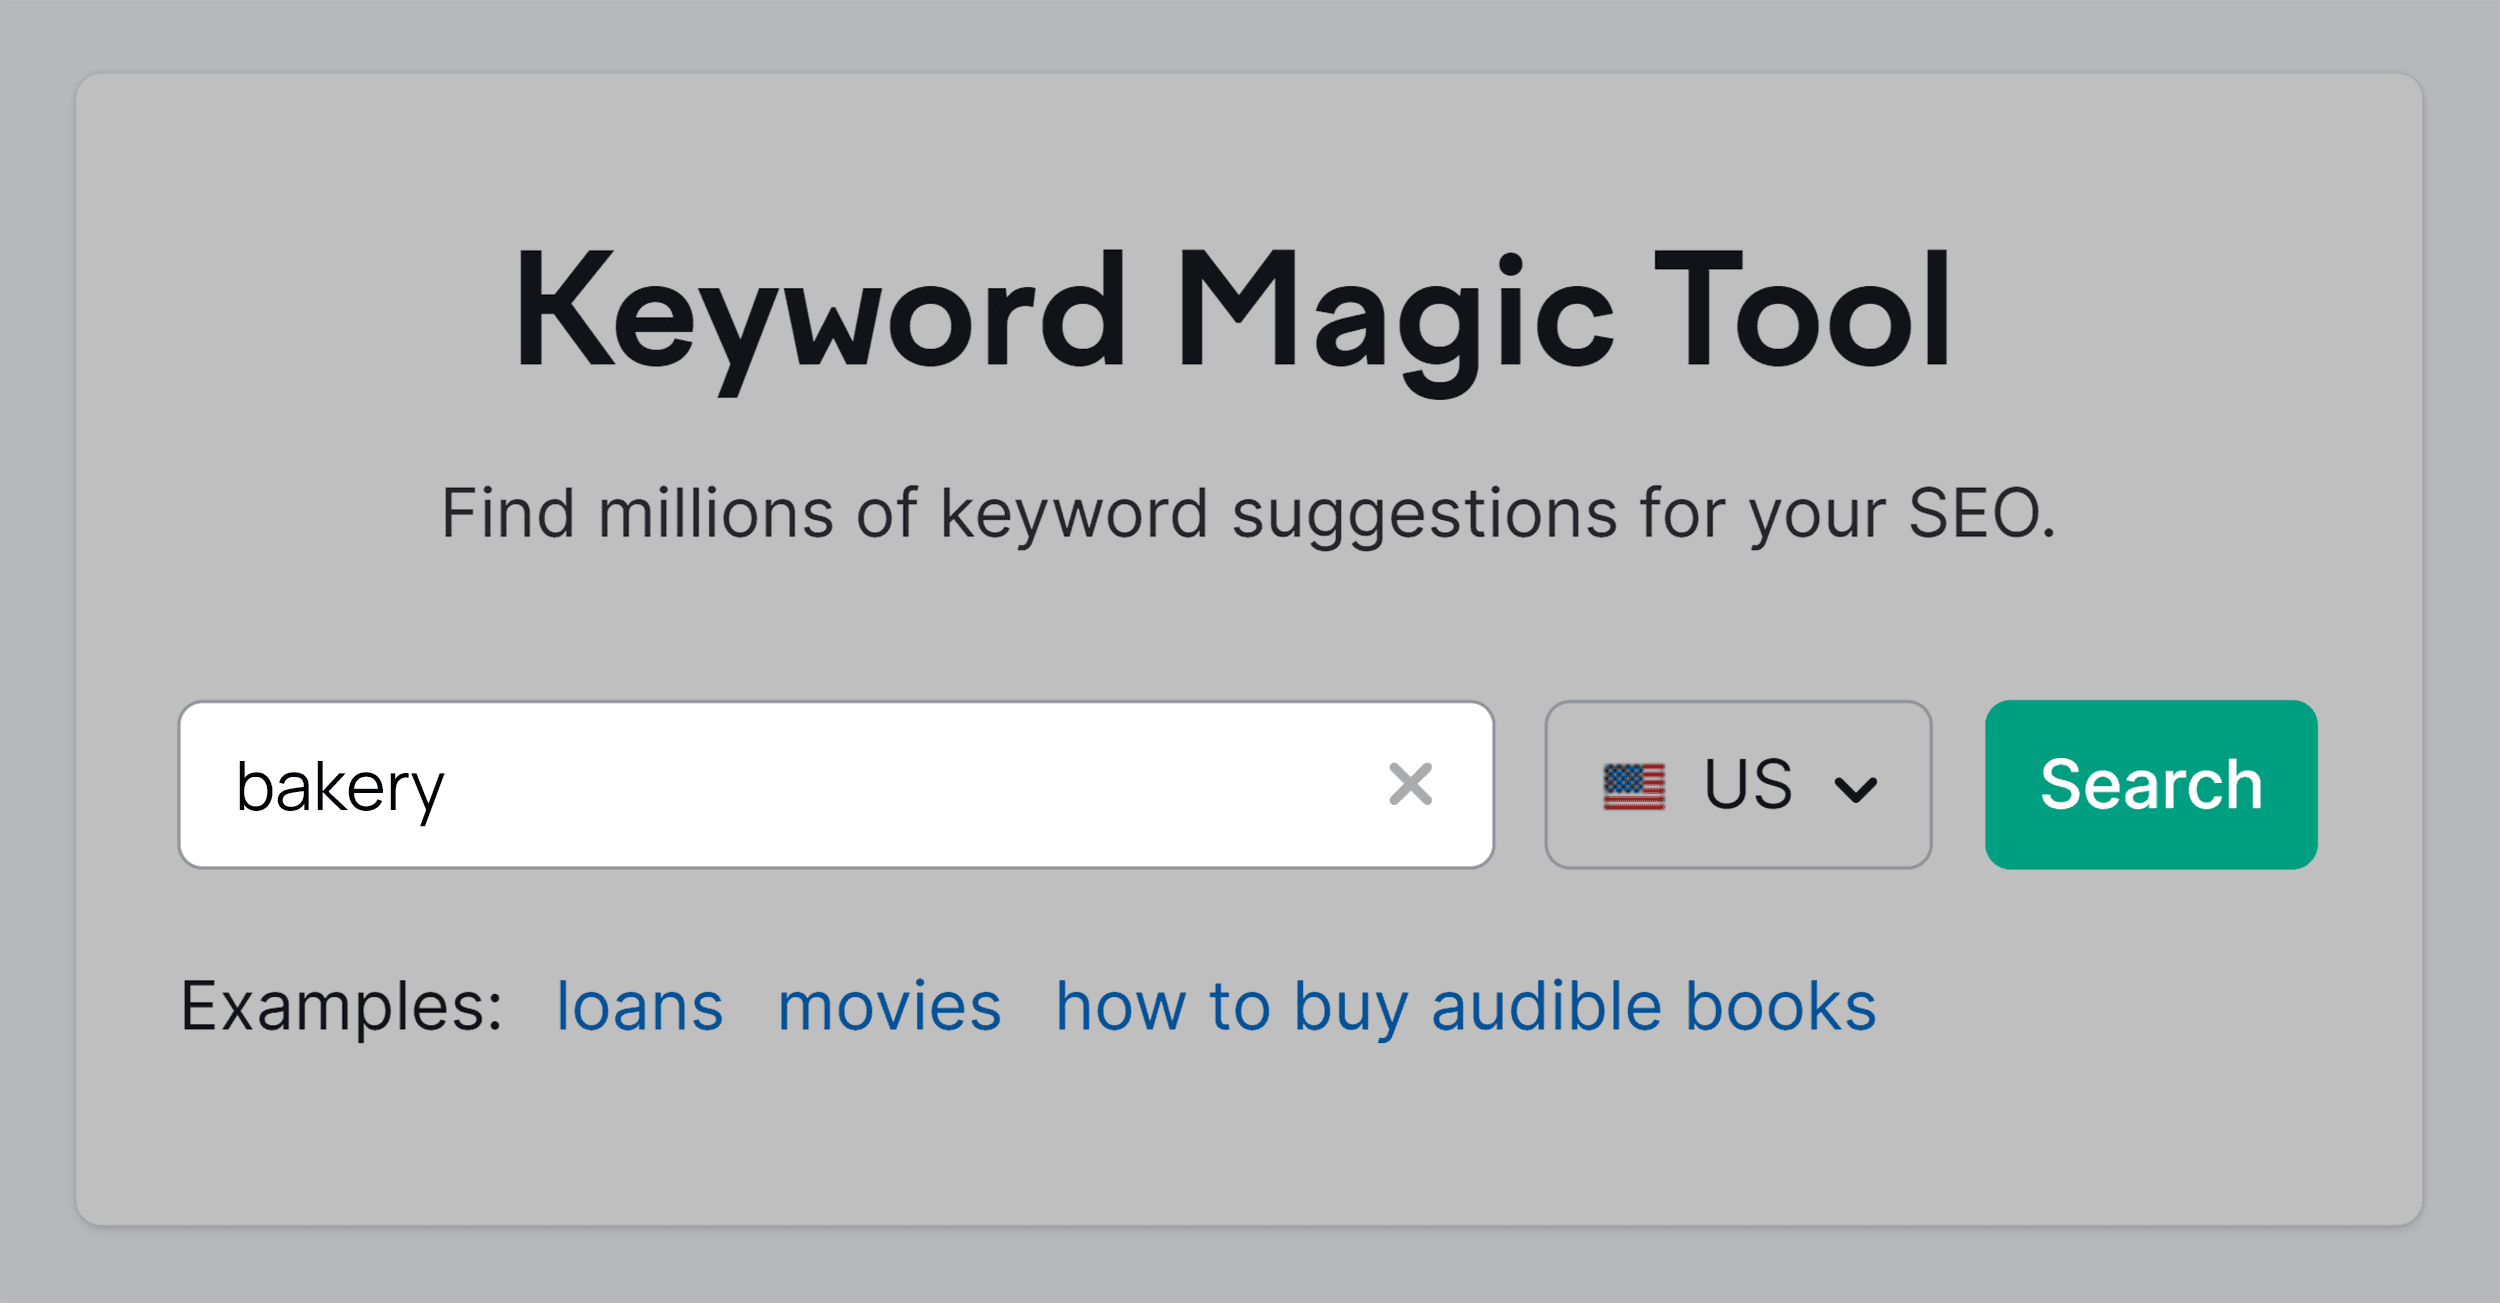 Keyword Magic Tool
Find millions of keyword suggestions for your SEO.
bakery US Search
Examples: loans movies how to buy audible books